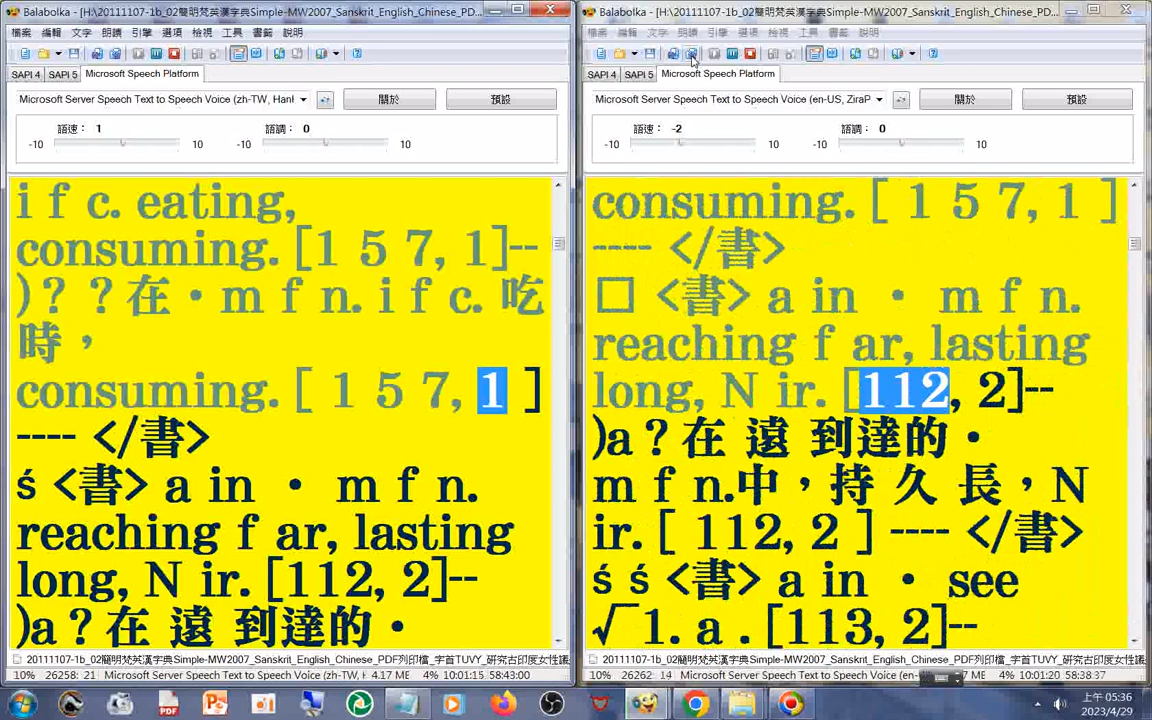 Balabolka - [H:\20111107-1b_02簡明梵英漢字典Simple-MW2007_Sanskrit_English_Chinese_PD...
檔案 編輯 文字 朗讀 引擎 選項 檢視 工具 書籤 說明
SAPI 4 SAPI 5 Microsoft Speech Platform
Microsoft Server Speech Text to Speech Voice (zh-TW, HanH
關於 預設
語速： 1 語調： 0
-10 10 -10 10
i f c. eating,
consuming. [1 5 7, 1]--
)？？在・m f n. i f c. 吃
時，
consuming. [ 1 5 7, 1 ]
---- </書>
ś <書> a in ・ m f n.
reaching f ar, lasting
long, N ir. [112, 2]--
)a？在 遠 到達的・
20111107-1b_02簡明梵英漢字典Simple-MW2007_Sanskrit_English_Chinese_PDF列印檔_字首TUVY_研究古印度女性議
10% 26258: 21 Microsoft Server Speech Text to Speech Voice (zh-TW, H 4.17 ME 4% 10:01:15 58:43:00
Balabolka - [H:\20111107-1b_02簡明梵英漢字典Simple-MW2007_Sanskrit_English_Chinese_PD...
檔案 編輯 文字 朗讀 引擎 選項 檢視 工具 書籤 說明
SAPI 4 SAPI 5 Microsoft Speech Platform
Microsoft Server Speech Text to Speech Voice (en-US, ZiraP
關於 預設
語速： -2 語調： 0
-10 10 -10 10
consuming. [ 1 5 7, 1 ]
---- </書>
□ <書> a in ・ m f n.
reaching f ar, lasting
long, N ir. [112, 2]--
)a？在 遠 到達的・
m f n.中，持 久 長，N
ir. [ 112, 2 ] ---- </書>
ś ś <書> a in ・ see
√ 1. a . [113, 2]--
20111107-1b_02簡明梵英漢字典Simple-MW2007_Sanskrit_English_Chinese_PDF列印檔_字首TUVY_研究古印度女性議
10% 26262: 14 Microsoft Server Speech Text to Speech Voice 4.17 MB 4% 10:01:20 58:38:37
上午 05:36
2023/4/29